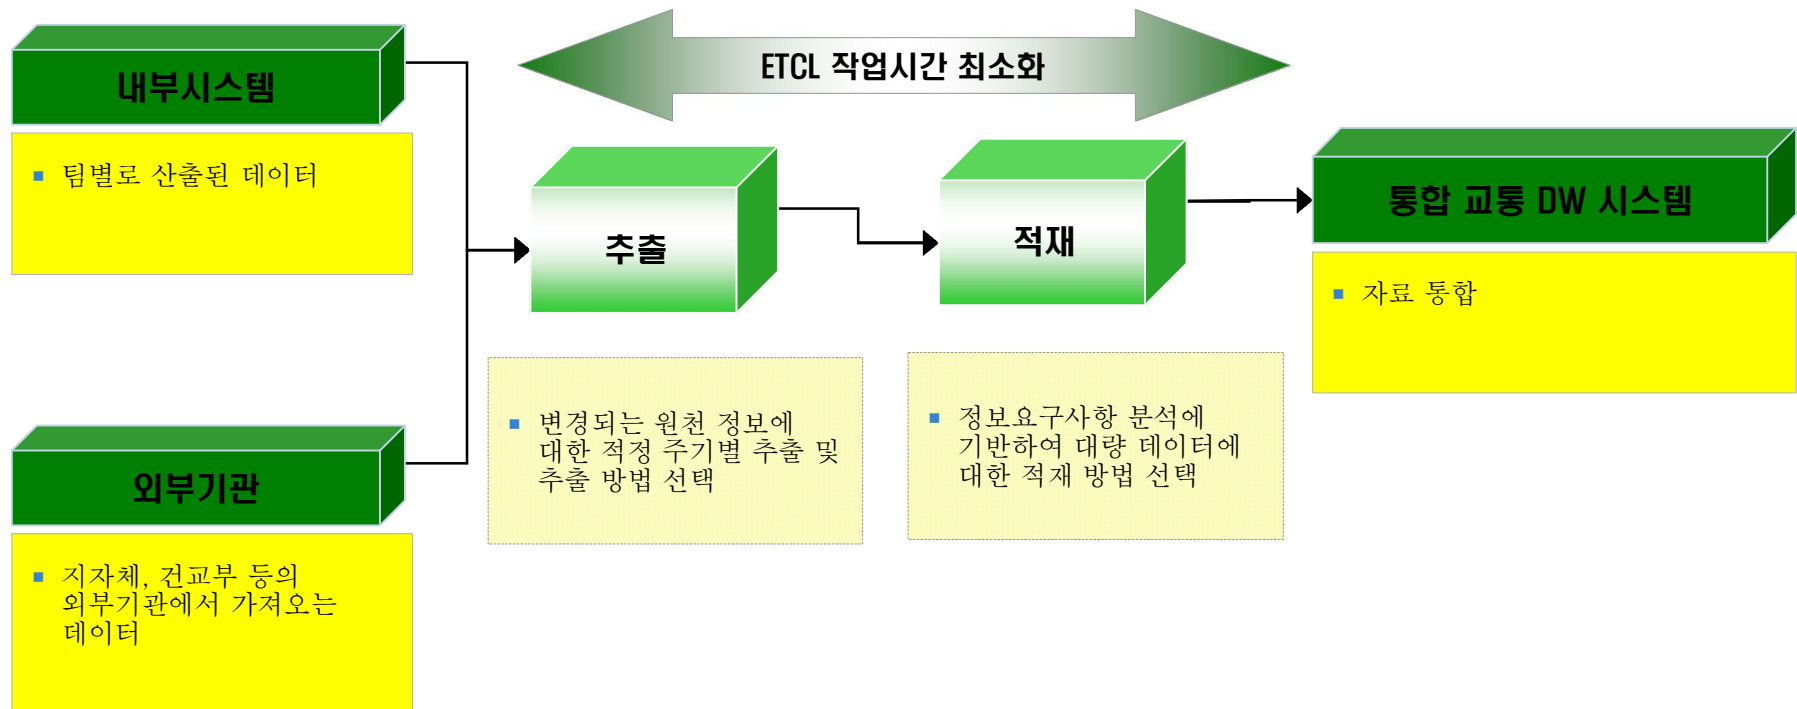 ETCL 작업시간 최소화
내부시스템
팀별로 산출된 데이터
외부기관
지자체, 건교부 등의
외부기관에서 가져오는
데이터
추출
변경되는 원천 정보에
대한 적정 주기별 추출 및
추출 방법 선택
적재
정보요구사항 분석에
기반하여 대량 데이터에
대한 적재 방법 선택
통합 교통 DW 시스템
자료 통합